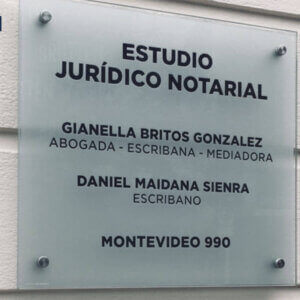 ESTUDIO
JURÍDICO NOTARIAL
GIANELLA BRITOS GONZALEZ
ABOGADA - ESCRIBANA - MEDIADORA
DANIEL MAIDANA SIENRA
ESCRIBANO
MONTEVIDEO 990